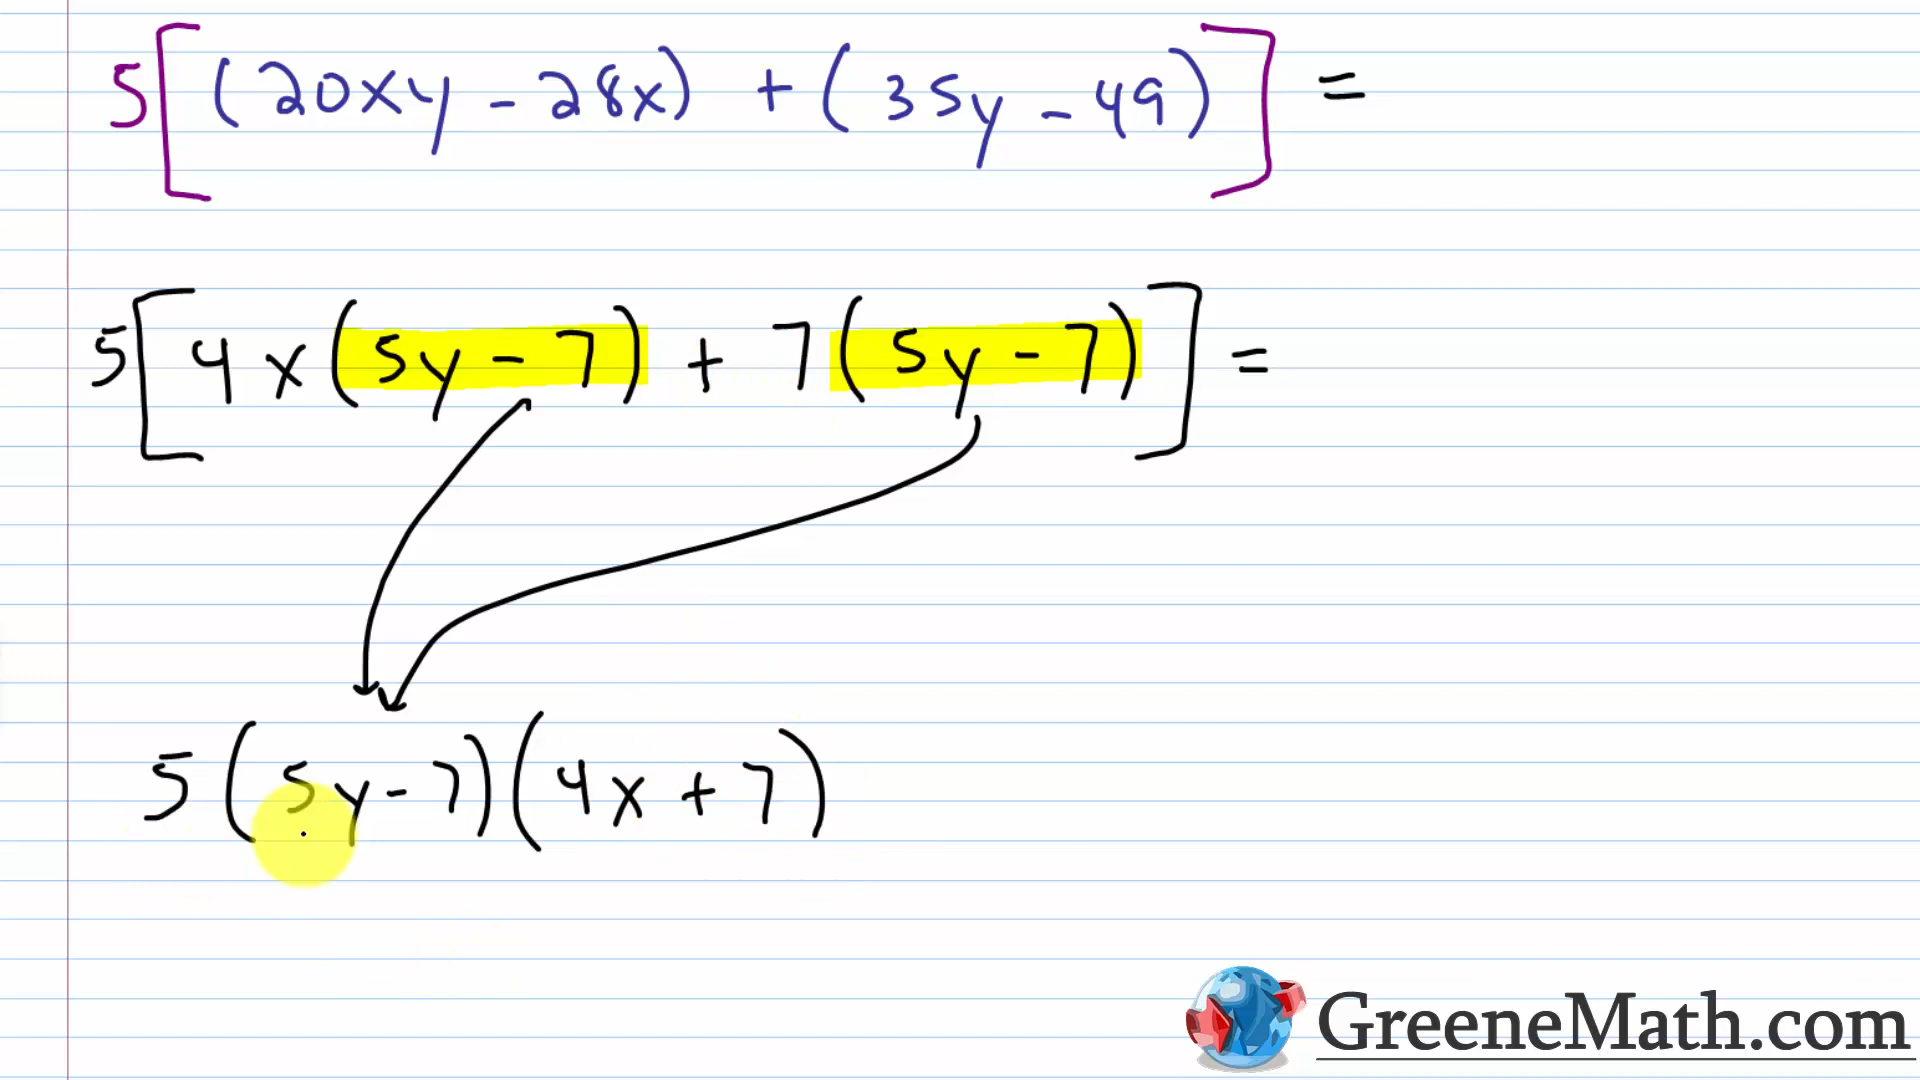 5[(20xy - 28x) + (35y - 49)] =
5[4x(5y - 7) + 7(5y - 7)] =
5(5y - 7)(4x + 7)
GreeneMath.com